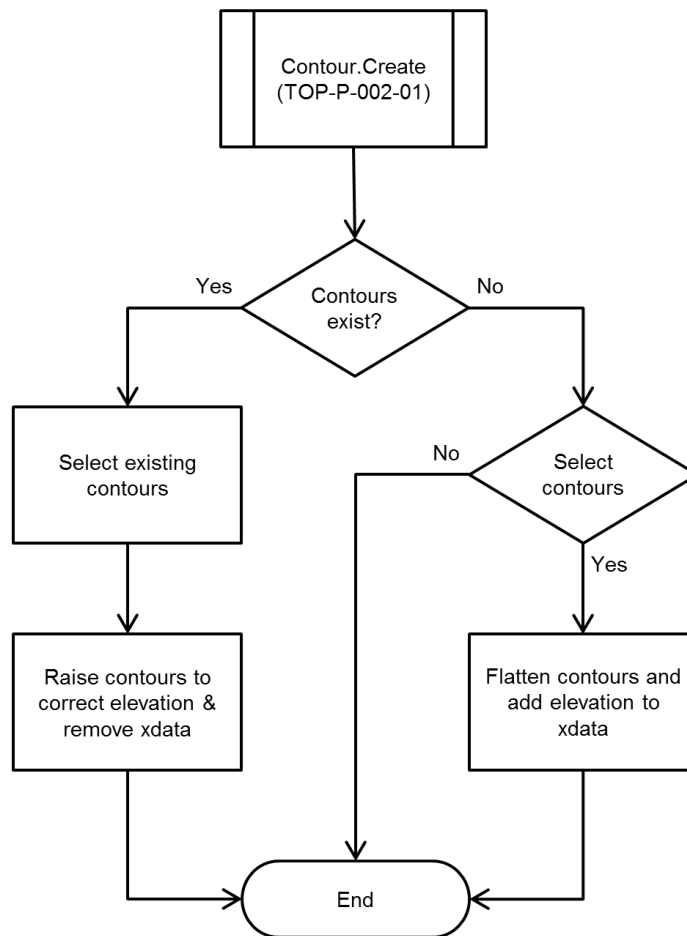 Contour.Create
(TOP-P-002-01)
Yes
Contours
exist?
No
Select existing
contours
No
Select
contours
Yes
Raise contours to
correct elevation &
remove xdata
Flatten contours and
add elevation to
xdata
End